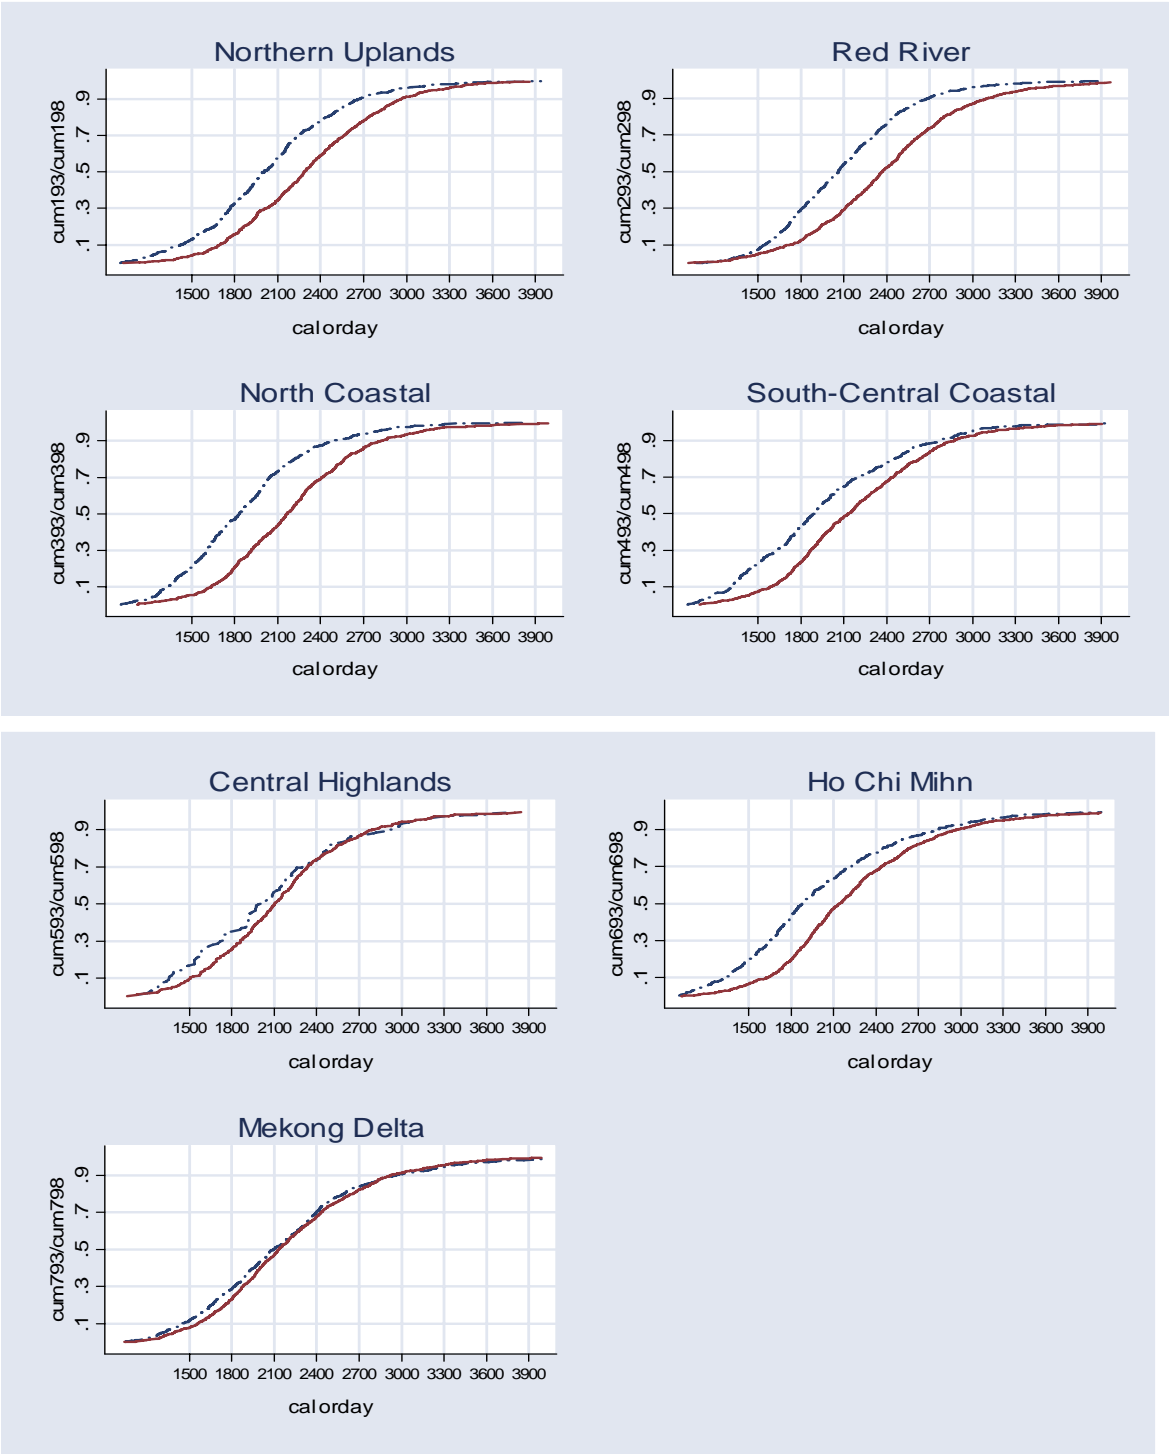 Northern Uplands
cum193/cum198
.1 .3 .5 .7 .9
1500 1800 2100 2400 2700 3000 3300 3600 3900
calorday
Red River
cum293/cum298
.1 .3 .5 .7 .9
1500 1800 2100 2400 2700 3000 3300 3600 3900
calorday
North Coastal
cum393/cum398
.1 .3 .5 .7 .9
1500 1800 2100 2400 2700 3000 3300 3600 3900
calorday
South-Central Coastal
cum493/cum498
.1 .3 .5 .7 .9
1500 1800 2100 2400 2700 3000 3300 3600 3900
calorday
Central Highlands
cum593/cum598
.1 .3 .5 .7 .9
1500 1800 2100 2400 2700 3000 3300 3600 3900
calorday
Ho Chi Mihn
cum693/cum698
.1 .3 .5 .7 .9
1500 1800 2100 2400 2700 3000 3300 3600 3900
calorday
Mekong Delta
cum793/cum798
.1 .3 .5 .7 .9
1500 1800 2100 2400 2700 3000 3300 3600 3900
calorday